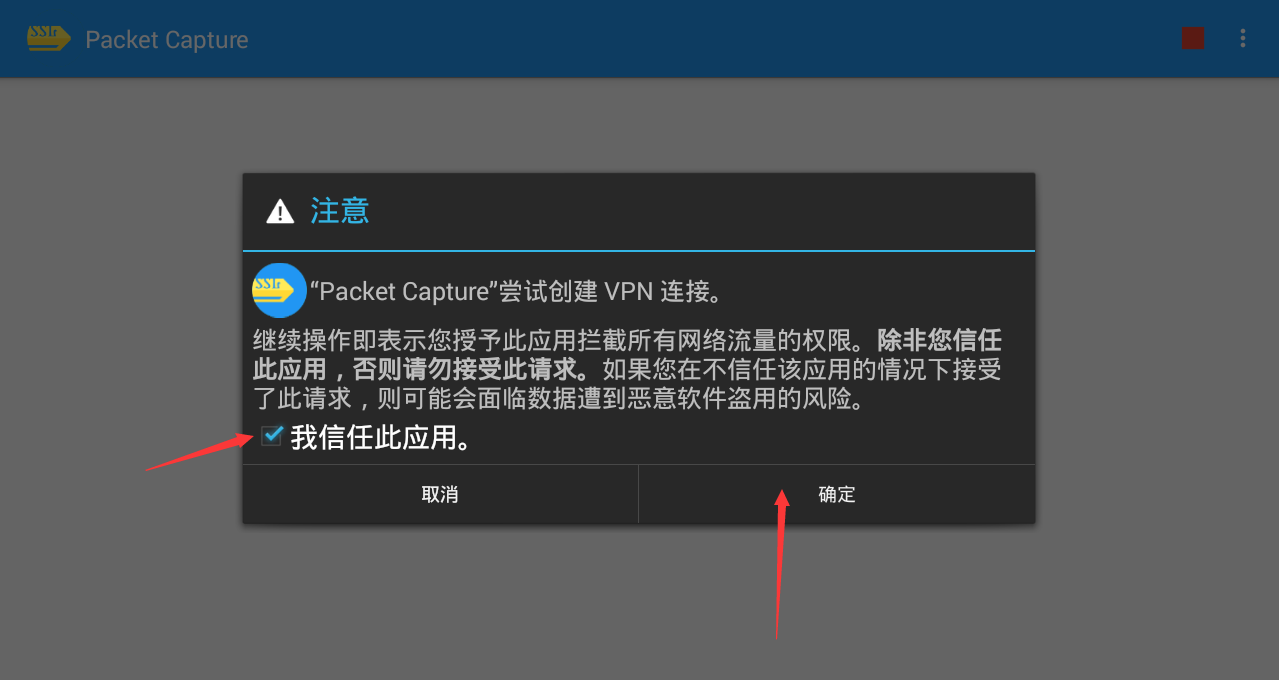 SSL
Packet Capture
注意
SSL
“Packet Capture”尝试创建 VPN 连接。
继续操作即表示您授予此应用拦截所有网络流量的权限。除非您信任
此应用，否则请勿接受此请求。如果您在不信任该应用的情况下接受
了此请求，则可能会面临数据遭到恶意软件盗用的风险。
我信任此应用。
取消
确定